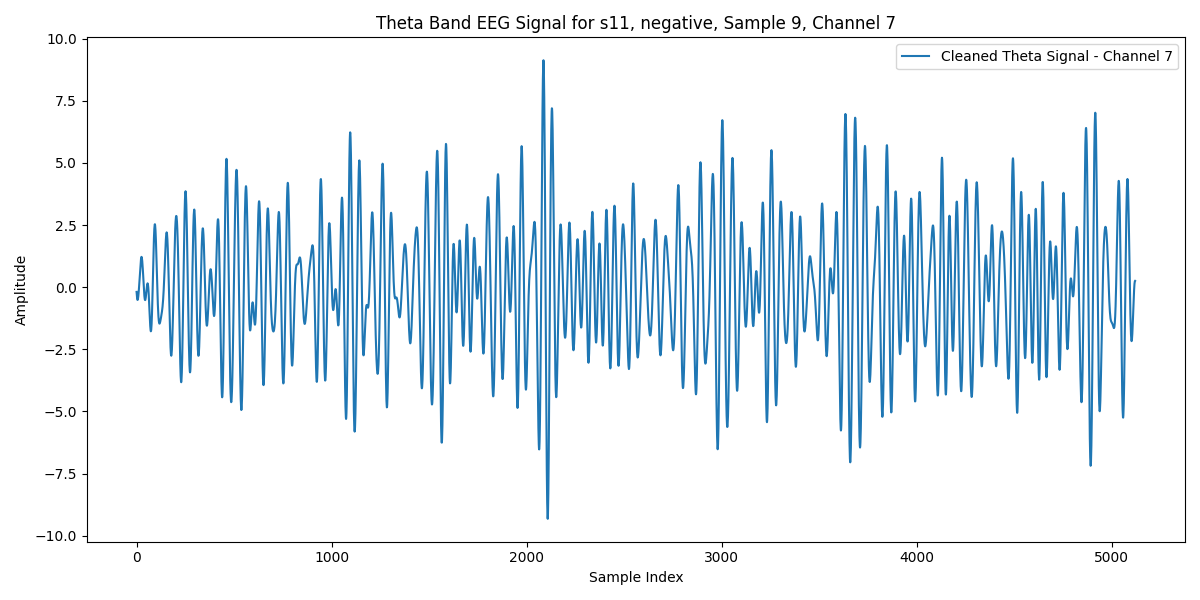 Theta Band EEG Signal for s11, negative, Sample 9, Channel 7
Cleaned Theta Signal - Channel 7
10.0
7.5
5.0
2.5
0.0
−2.5
−5.0
−7.5
−10.0
Amplitude
0 1000 2000 3000 4000 5000
Sample Index